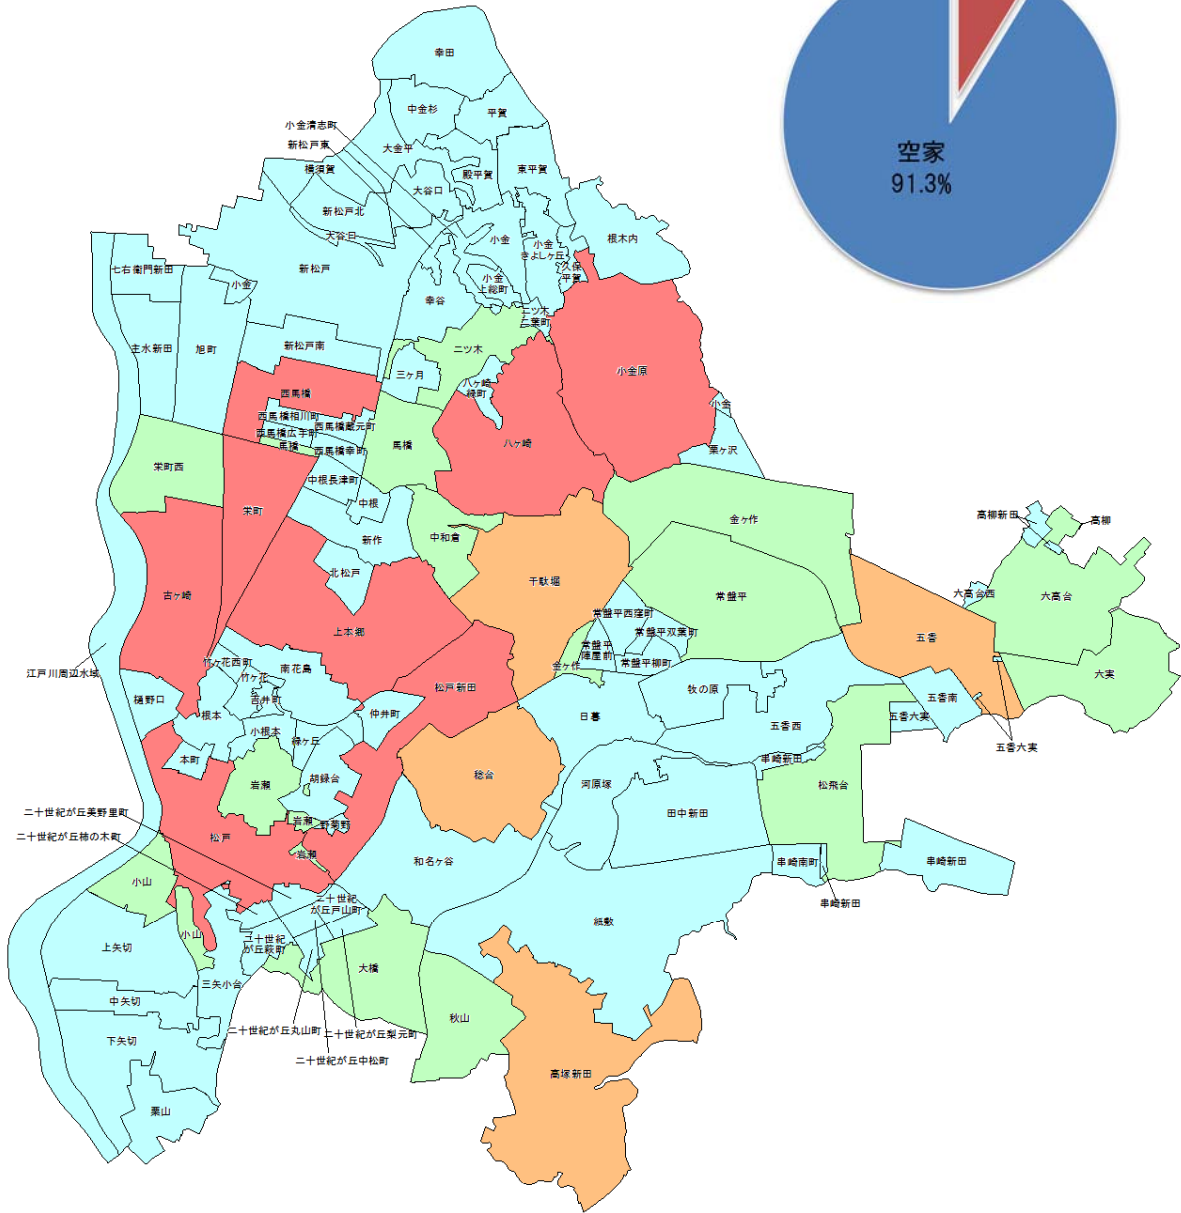 幸田
中金杉
平賀
小金清志町
新松戸東
大金平
横須賀
殿平賀
東平賀
大谷口
新松戸北
大谷口
小金
小金
きよしヶ丘
根木内
七右衛門新田
新松戸
小金
久保
平賀
小金
上総町
幸谷
二ツ木
二葉町
主水新田
旭町
新松戸南
二ツ木
三ヶ月
八ヶ崎
緑町
小金原
西馬橋
西馬橋相川町
西馬橋蔵元町
西馬橋広手町
馬橋
西馬橋幸町
馬橋
八ヶ崎
小金
栗ヶ沢
栄町西
中根長津町
中根
栄町
新作
中和倉
金ヶ作
高柳新田
高柳
北松戸
千駄堀
古ヶ崎
常盤平
六高台西
六高台
上本郷
常盤平西窪町
常盤平双葉町
五香
江戸川周辺水域
竹ヶ花西町
竹ヶ花
南花島
金ヶ作
常盤平
陣屋前
常盤平柳町
六実
樋野口
吉井町
松戸新田
牧の原
根本
仲井町
日暮
五香西
五香六実
五香南
小根本
緑ヶ丘
五香六実
本町
串崎新田
岩瀬
胡録台
稔台
河原塚
松飛台
二十世紀が丘美野里町
田中新田
岩瀬
野菊野
二十世紀が丘柿の木町
松戸
岩瀬
和名ヶ谷
串崎南町
串崎新田
小山
串崎新田
二十世紀
が丘戸山町
紙敷
小山
上矢切
二十世紀
が丘萩町
大橋
三矢小台
中矢切
秋山
二十世紀が丘丸山町
二十世紀が丘梨元町
下矢切
二十世紀が丘中松町
高塚新田
栗山
空家
91.3%